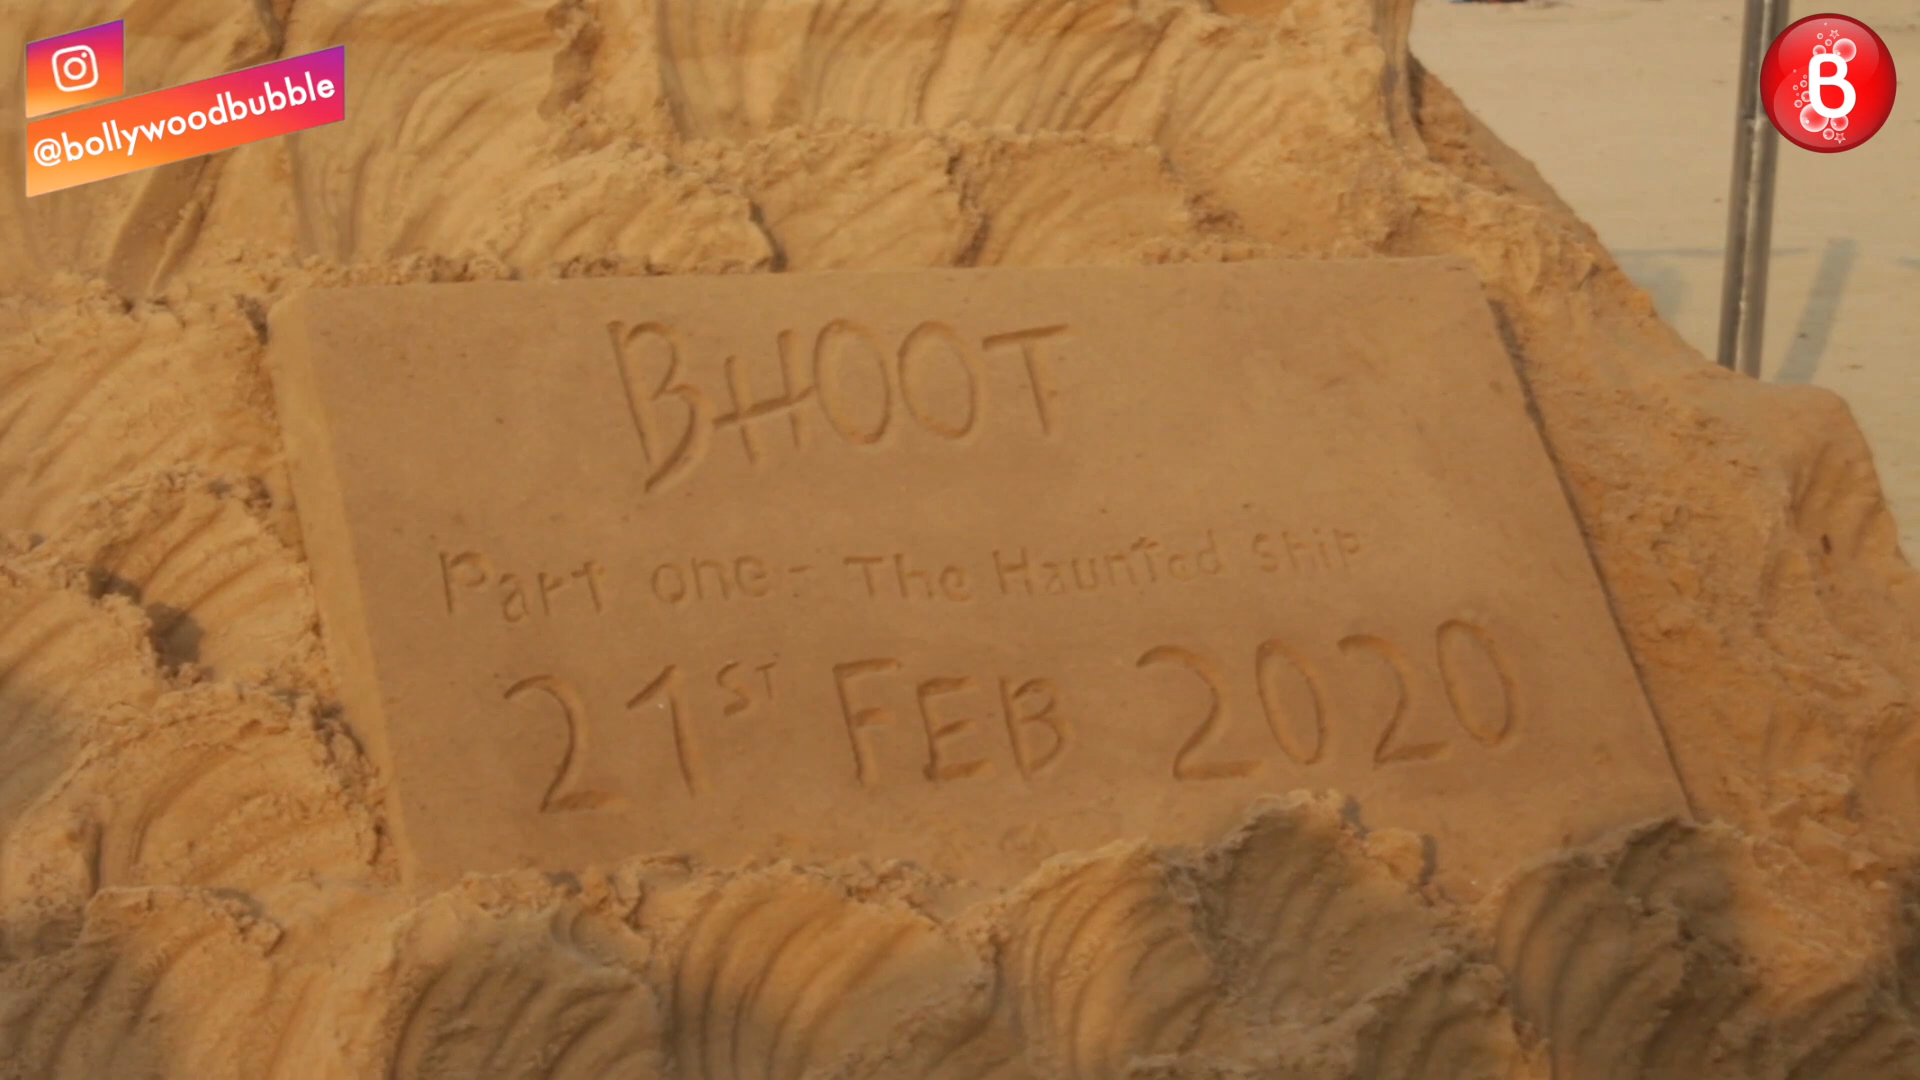 @bollywoodbubble
B
BHOOT
Part one - The Haunted Ship
21ST FEB 2020